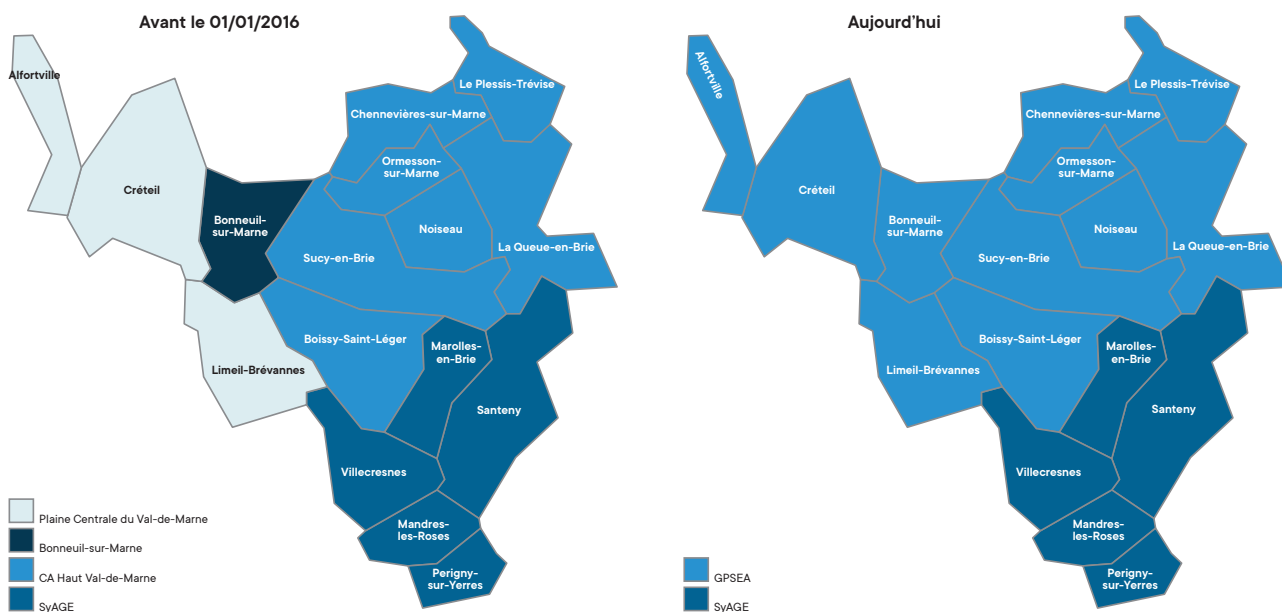 Avant le 01/01/2016
Alfortville
Le Plessis-Trévise
Chennevières-sur-Marne
Ormesson-
sur-Marne
Créteil
Bonneuil-
sur-Marne
Noiseau
La Queue-en-Brie
Sucy-en-Brie
Boissy-Saint-Léger
Marolles-
en-Brie
Limeil-Brévannes
Santeny
Villecresnes
Mandres-
les-Roses
Perigny-
sur-Yerres
Plaine Centrale du Val-de-Marne
Bonneuil-sur-Marne
CA Haut Val-de-Marne
SyAGE
Aujourd'hui
Alfortville
Le Plessis-Trévise
Chennevières-sur-Marne
Ormesson-
sur-Marne
Créteil
Bonneuil-
sur-Marne
Noiseau
La Queue-en-Brie
Sucy-en-Brie
Boissy-Saint-Léger
Marolles-
en-Brie
Limeil-Brévannes
Santeny
Villecresnes
Mandres-
les-Roses
Perigny-
sur-Yerres
GPSEA
SyAGE